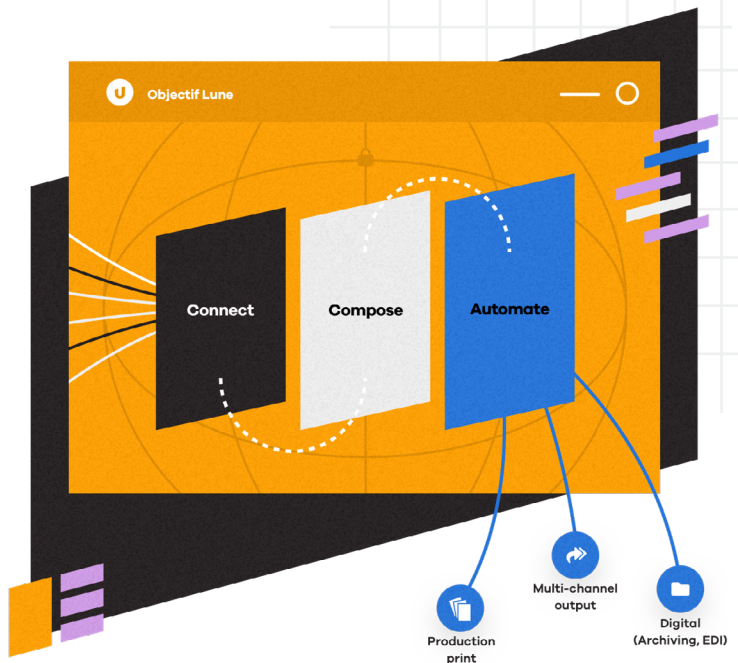 Objectif Lune
Connect
Compose
Automate
Multi-channel
output
Digital
(Archiving, EDI)
Production
print